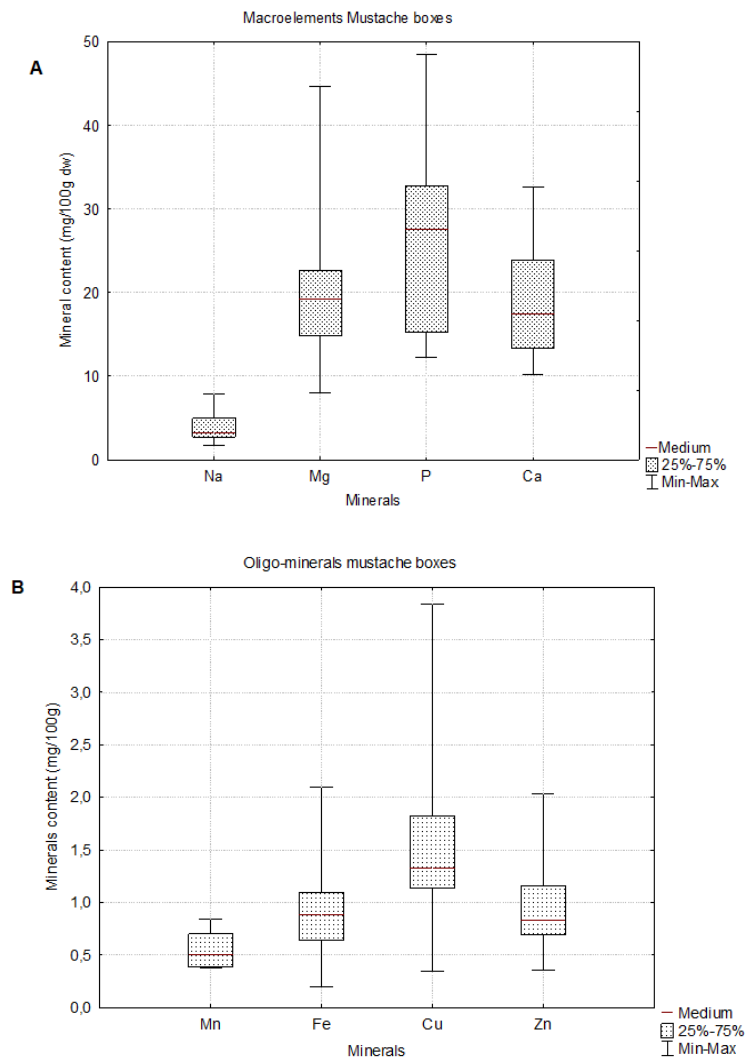 Macroelements Mustache boxes
A
50
40
30
20
10
0
Mineral content (mg/100g dw)
Na Mg P Ca
Minerals
Medium
25%-75%
Min-Max
Oligo-minerals mustache boxes
B
4,0
3,5
3,0
2,5
2,0
1,5
1,0
0,5
0,0
Minerals content (mg/100g)
Mn Fe Cu Zn
Minerals
Medium
25%-75%
Min-Max